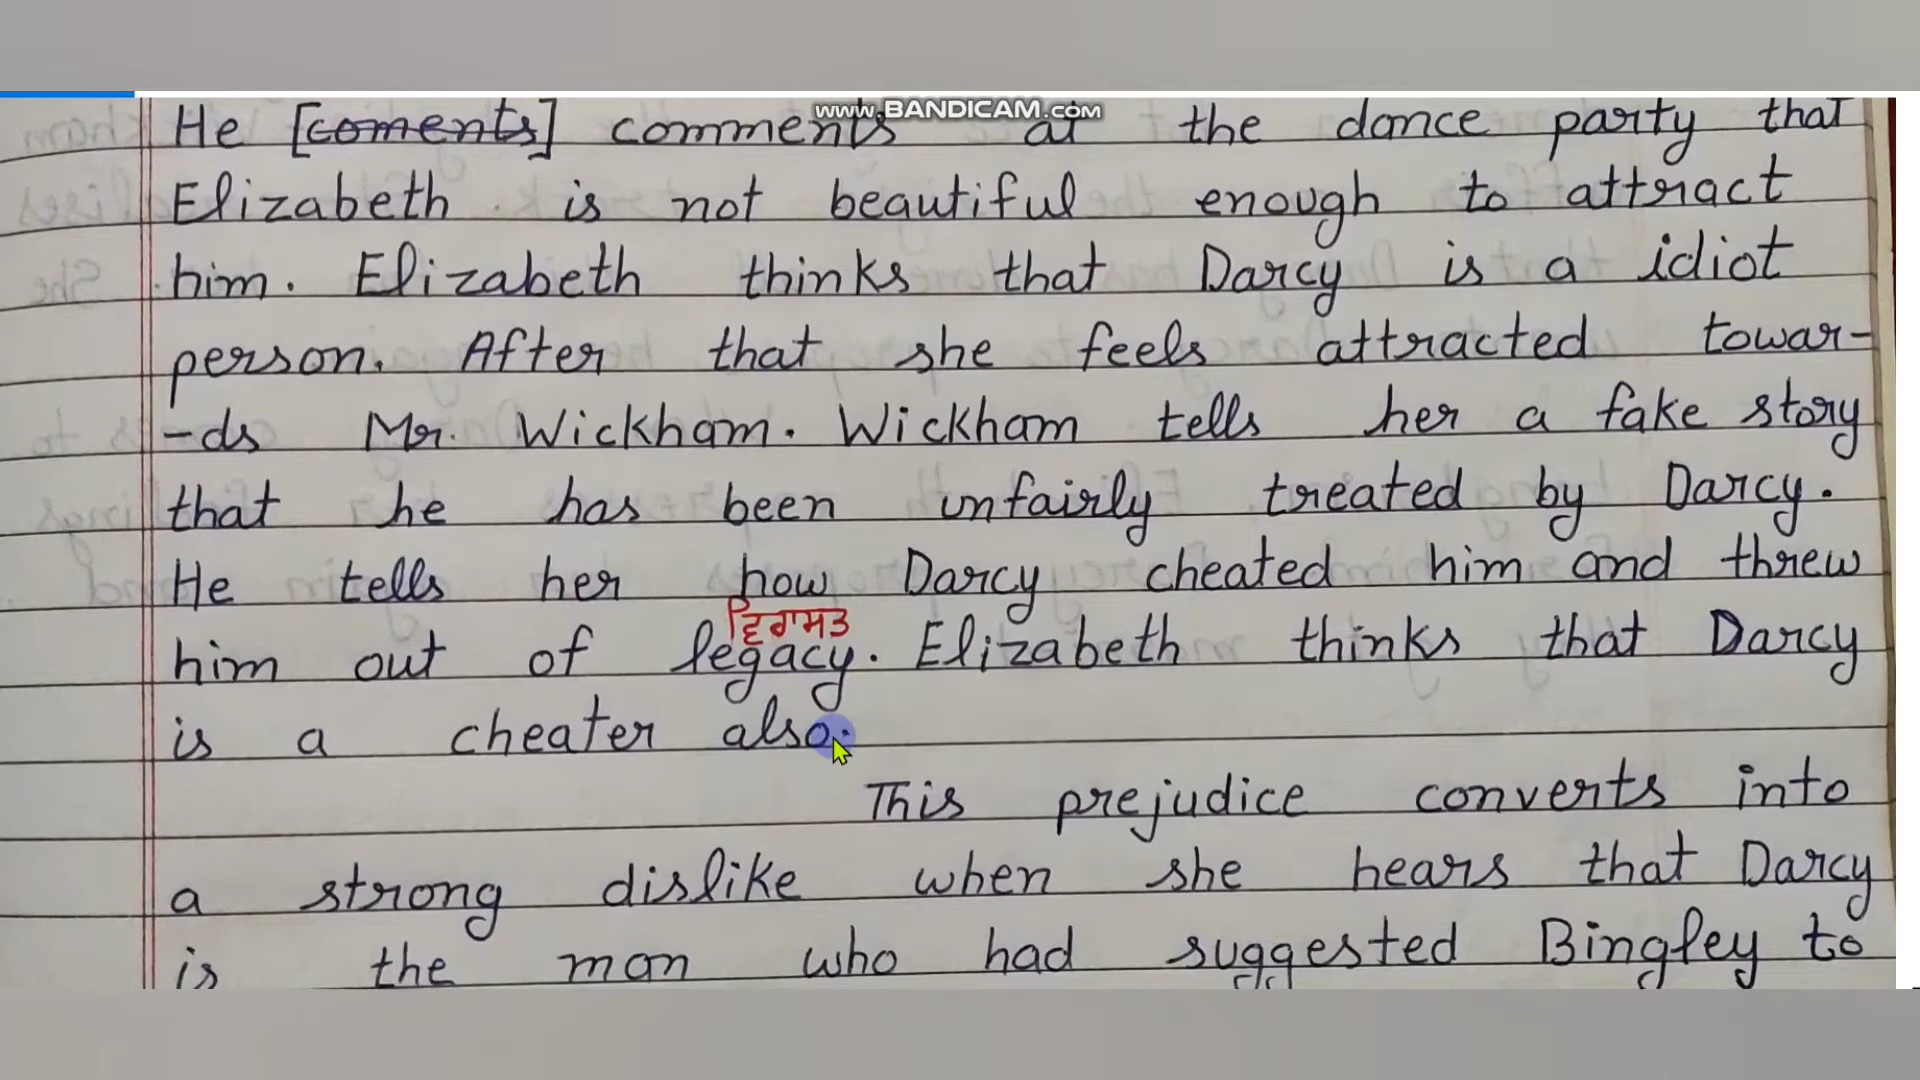 www.BANDICAM.com
He [coments] comments at the dance party that
Elizabeth is not beautiful enough to attract
him. Elizabeth thinks that Darcy is a idiot
person. After that she feels attracted towar-
-ds Mr. Wickham. Wickham tells her a fake story
that he has been unfairly treated by Darcy.
He tells her how Darcy cheated him and threw
ਵਿਰਾਸਤ
him out of legacy. Elizabeth thinks that Darcy
is a cheater also.
This prejudice converts into
a strong dislike when she hears that Darcy
is the man who had suggested Bingley to